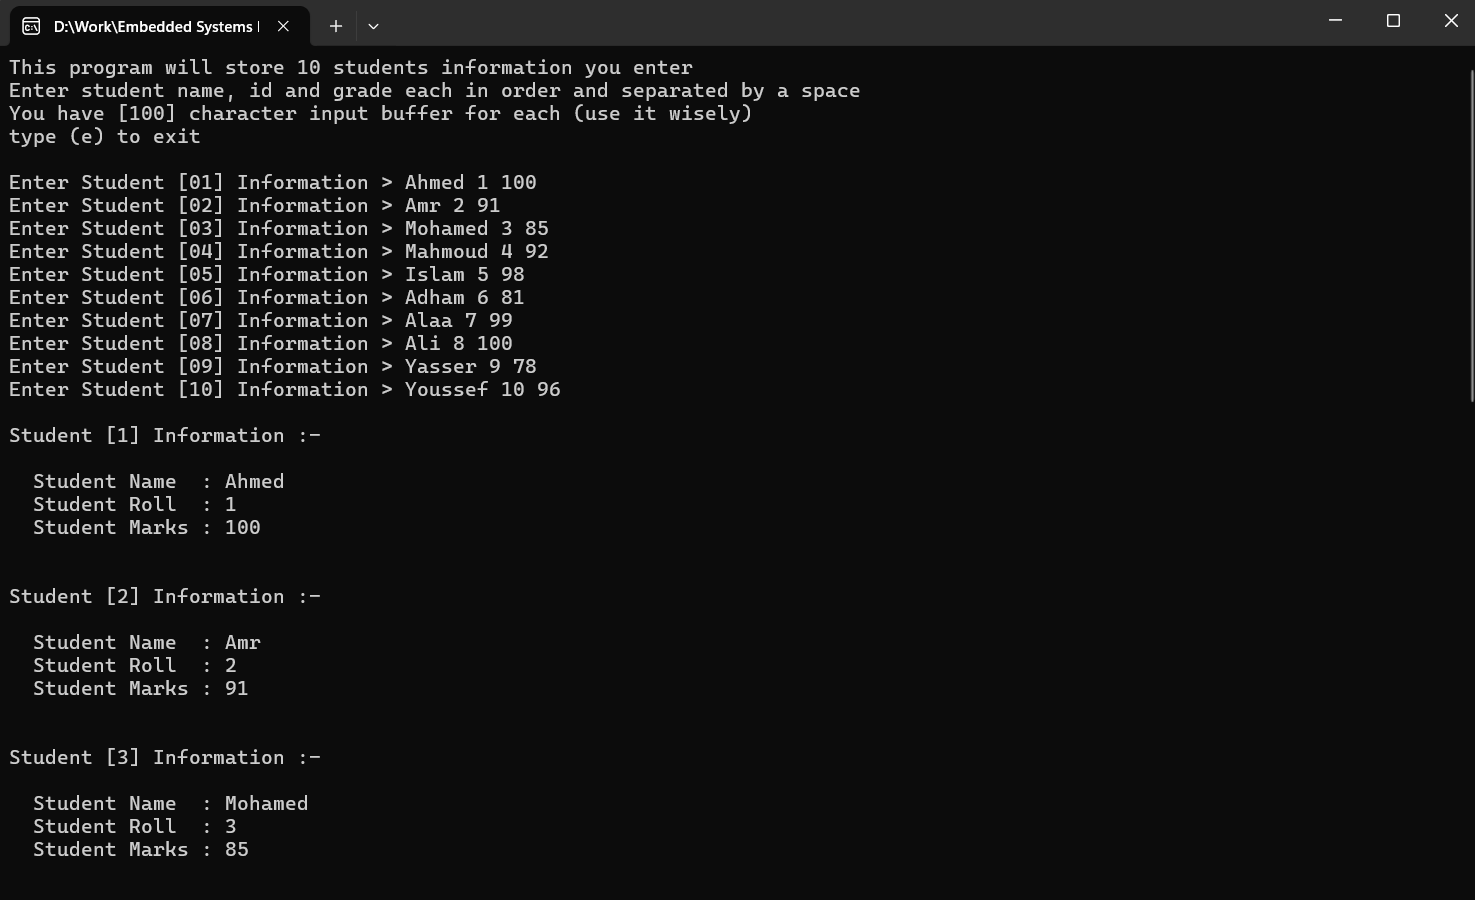 D:\Work\Embedded Systems
This program will store 10 students information you enter
Enter student name, id and grade each in order and separated by a space
You have [100] character input buffer for each (use it wisely)
type (e) to exit
Enter Student [01] Information > Ahmed 1 100
Enter Student [02] Information > Amr 2 91
Enter Student [03] Information > Mohamed 3 85
Enter Student [04] Information > Mahmoud 4 92
Enter Student [05] Information > Islam 5 98
Enter Student [06] Information > Adham 6 81
Enter Student [07] Information > Alaa 7 99
Enter Student [08] Information > Ali 8 100
Enter Student [09] Information > Yasser 9 78
Enter Student [10] Information > Youssef 10 96
Student [1] Information :-
Student Name  : Ahmed
Student Roll  : 1
Student Marks : 100
Student [2] Information :-
Student Name  : Amr
Student Roll  : 2
Student Marks : 91
Student [3] Information :-
Student Name  : Mohamed
Student Roll  : 3
Student Marks : 85